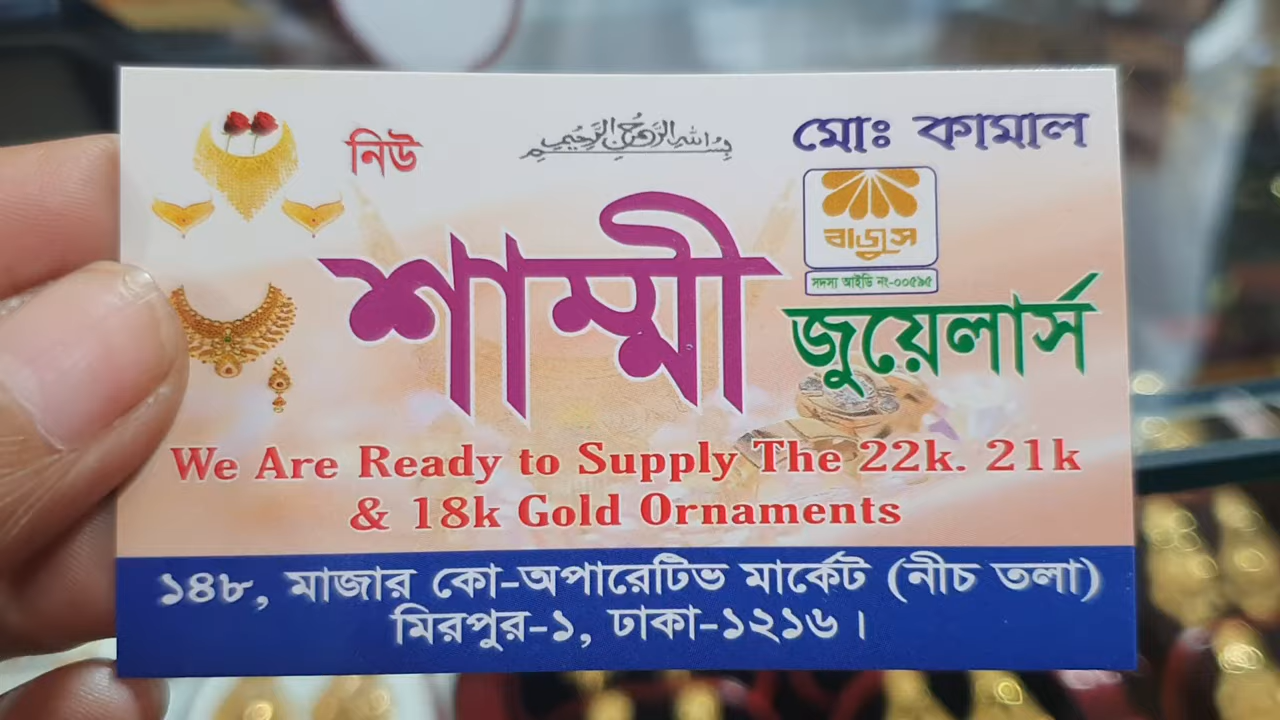 بسم الله الرحمن الرحيم
মোঃ কামাল
নিউ
শাম্মী
বাজুস
সদস্য আইডি নং-০০৫৯৫
জুয়েলার্স
We Are Ready to Supply The 22k. 21k
& 18k Gold Ornaments
১৪৮, মাজার কো-অপারেটিভ মার্কেট (নীচ তলা)
মিরপুর-১, ঢাকা-১২১৬।